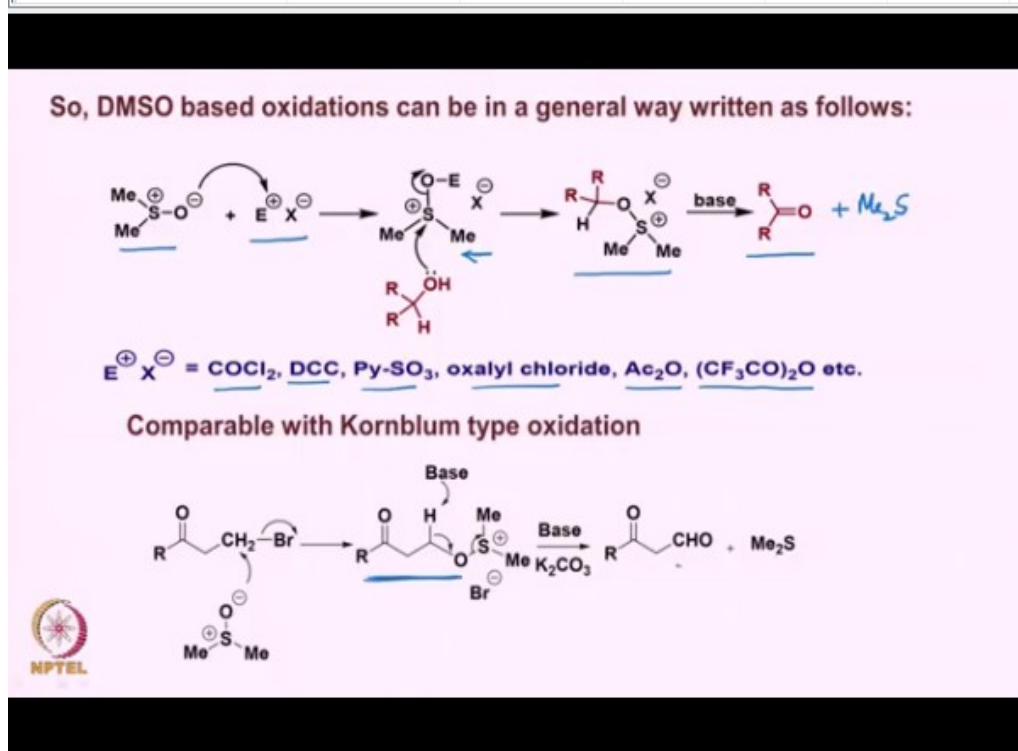 So, DMSO based oxidations can be in a general way written as follows:
Me ⊕ S-O ⊖ Me + E⊕ X⊖ O-E ⊕ S X⊖ Me Me R R OH H R R H O X⊖ S⊕ Me Me base R R =O + Me₂S
E⊕ X⊖ = COCl₂, DCC, Py-SO₃, oxalyl chloride, Ac₂O, (CF₃CO)₂O etc.
Comparable with Kornblum type oxidation
Base
O R CH₂-Br O H Me R O S⊕ Me Br⊖ Base K₂CO₃ O R CHO + Me₂S
O⊖
⊕S
Me Me
NPTEL